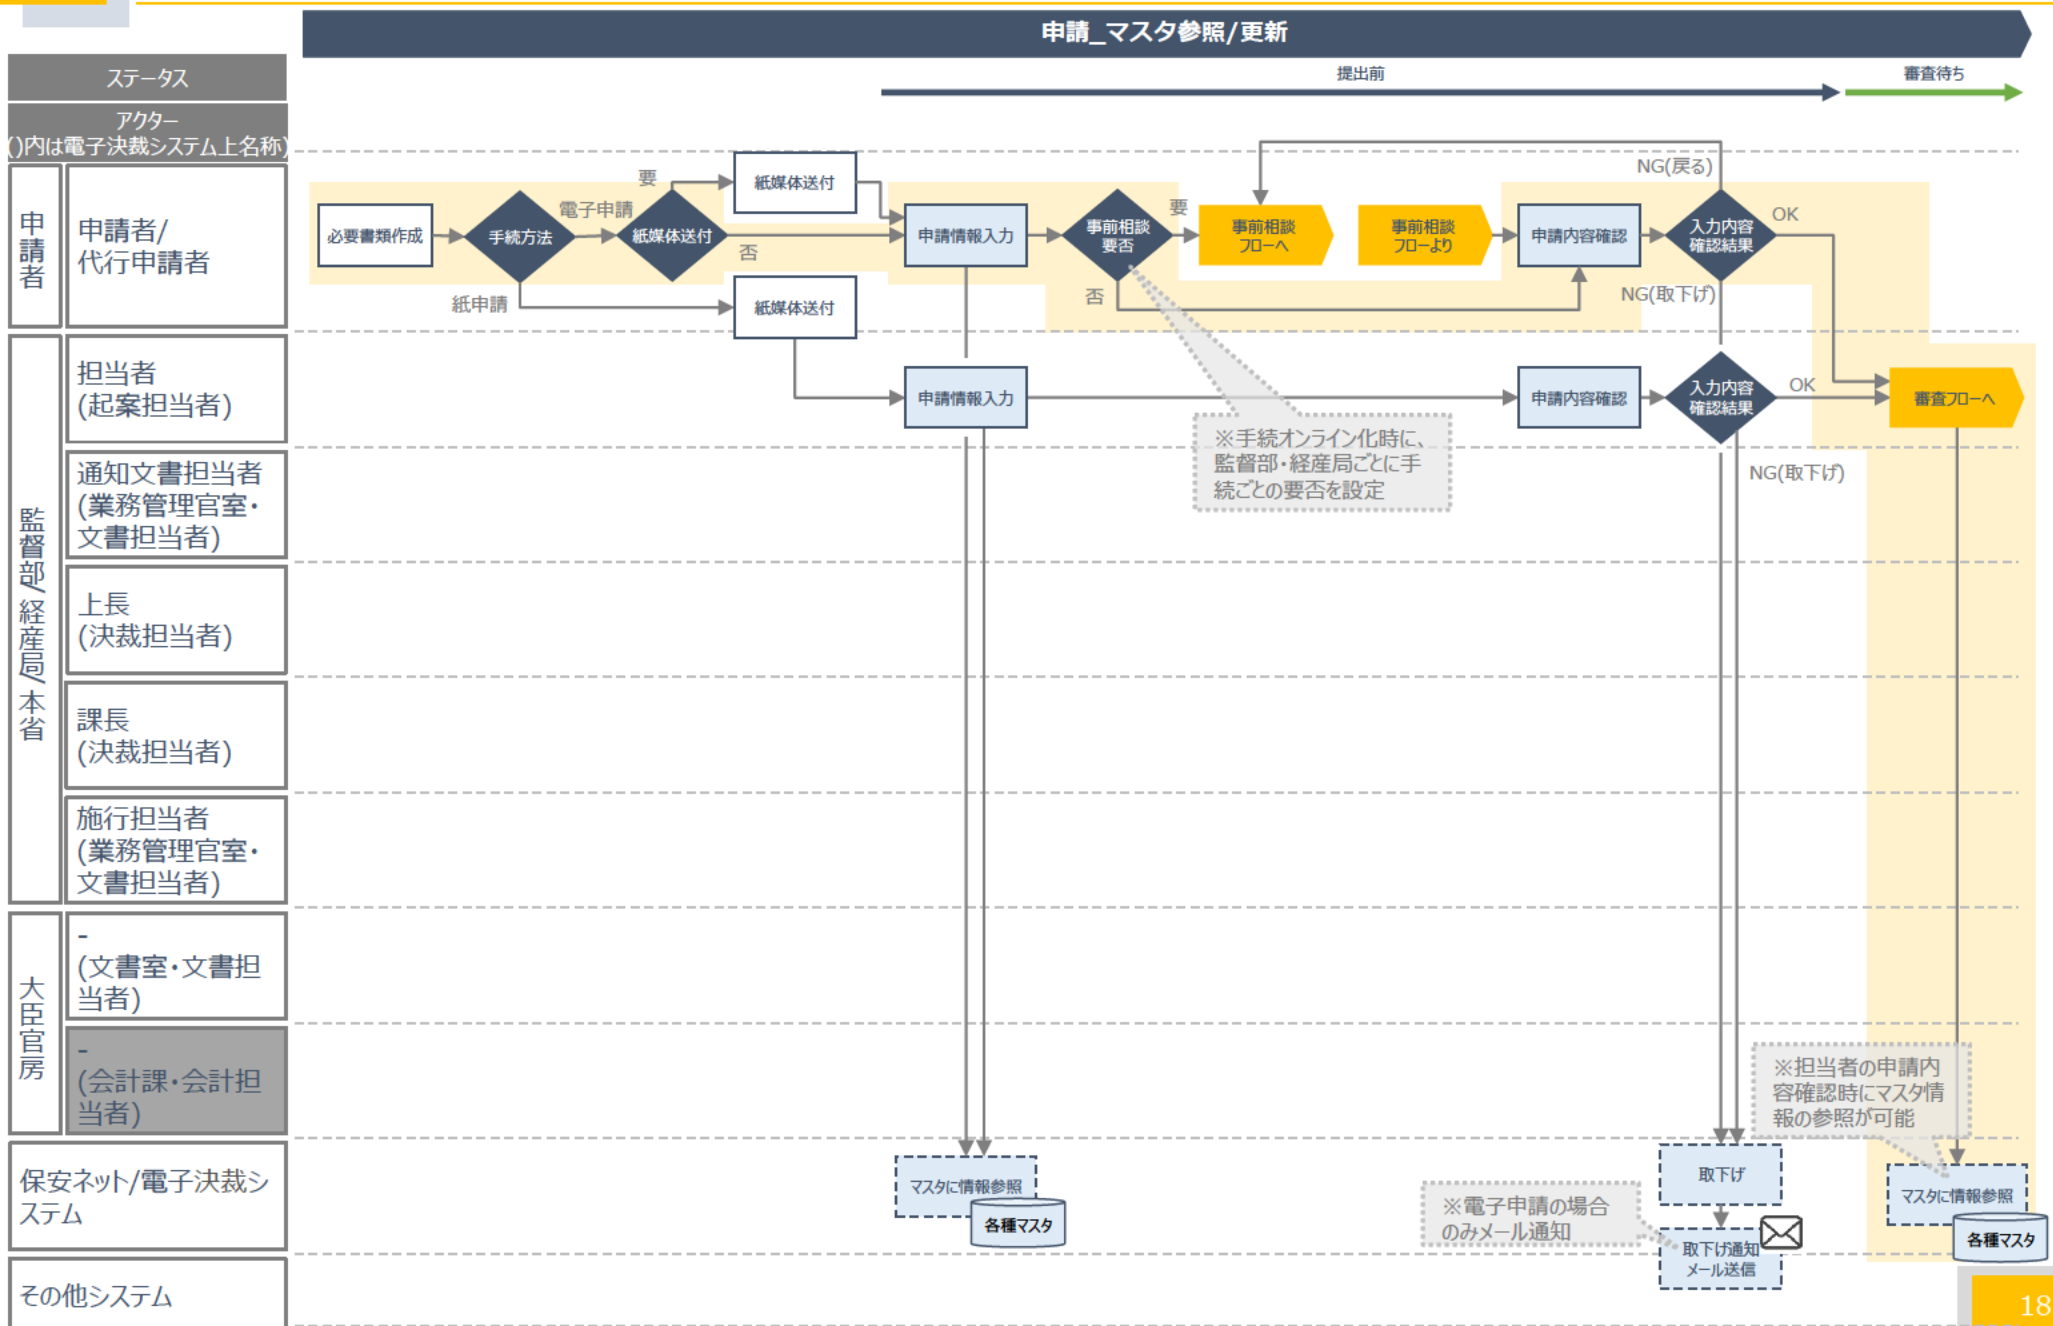 申請_マスタ参照/更新
ステータス
提出前
審査待ち
アクター
()内は電子決裁システム上名称)
申請者
申請者/
代行申請者
必要書類作成
手続方法
電子申請
紙申請
紙媒体送付
要
否
紙媒体送付
紙媒体送付
申請情報入力
事前相談
要否
要
否
事前相談
フローへ
事前相談
フローより
申請内容確認
入力内容
確認結果
NG(戻る)
OK
NG(取下げ)
監督部/経産局/本省
担当者
(起案担当者)
申請情報入力
申請内容確認
入力内容
確認結果
OK
NG(取下げ)
審査フローへ
※手続オンライン化時に、
監督部・経産局ごとに手
続ごとの要否を設定
通知文書担当者
(業務管理官室・
文書担当者)
上長
(決裁担当者)
課長
(決裁担当者)
施行担当者
(業務管理官室・
文書担当者)
大臣官房
-
(文書室・文書担
当者)
-
(会計課・会計担
当者)
※担当者の申請内
容確認時にマスタ情
報の参照が可能
保安ネット/電子決裁シ
ステム
マスタに情報参照
各種マスタ
※電子申請の場合
のみメール通知
取下げ
取下げ通知
メール送信
マスタに情報参照
各種マスタ
その他システム
18